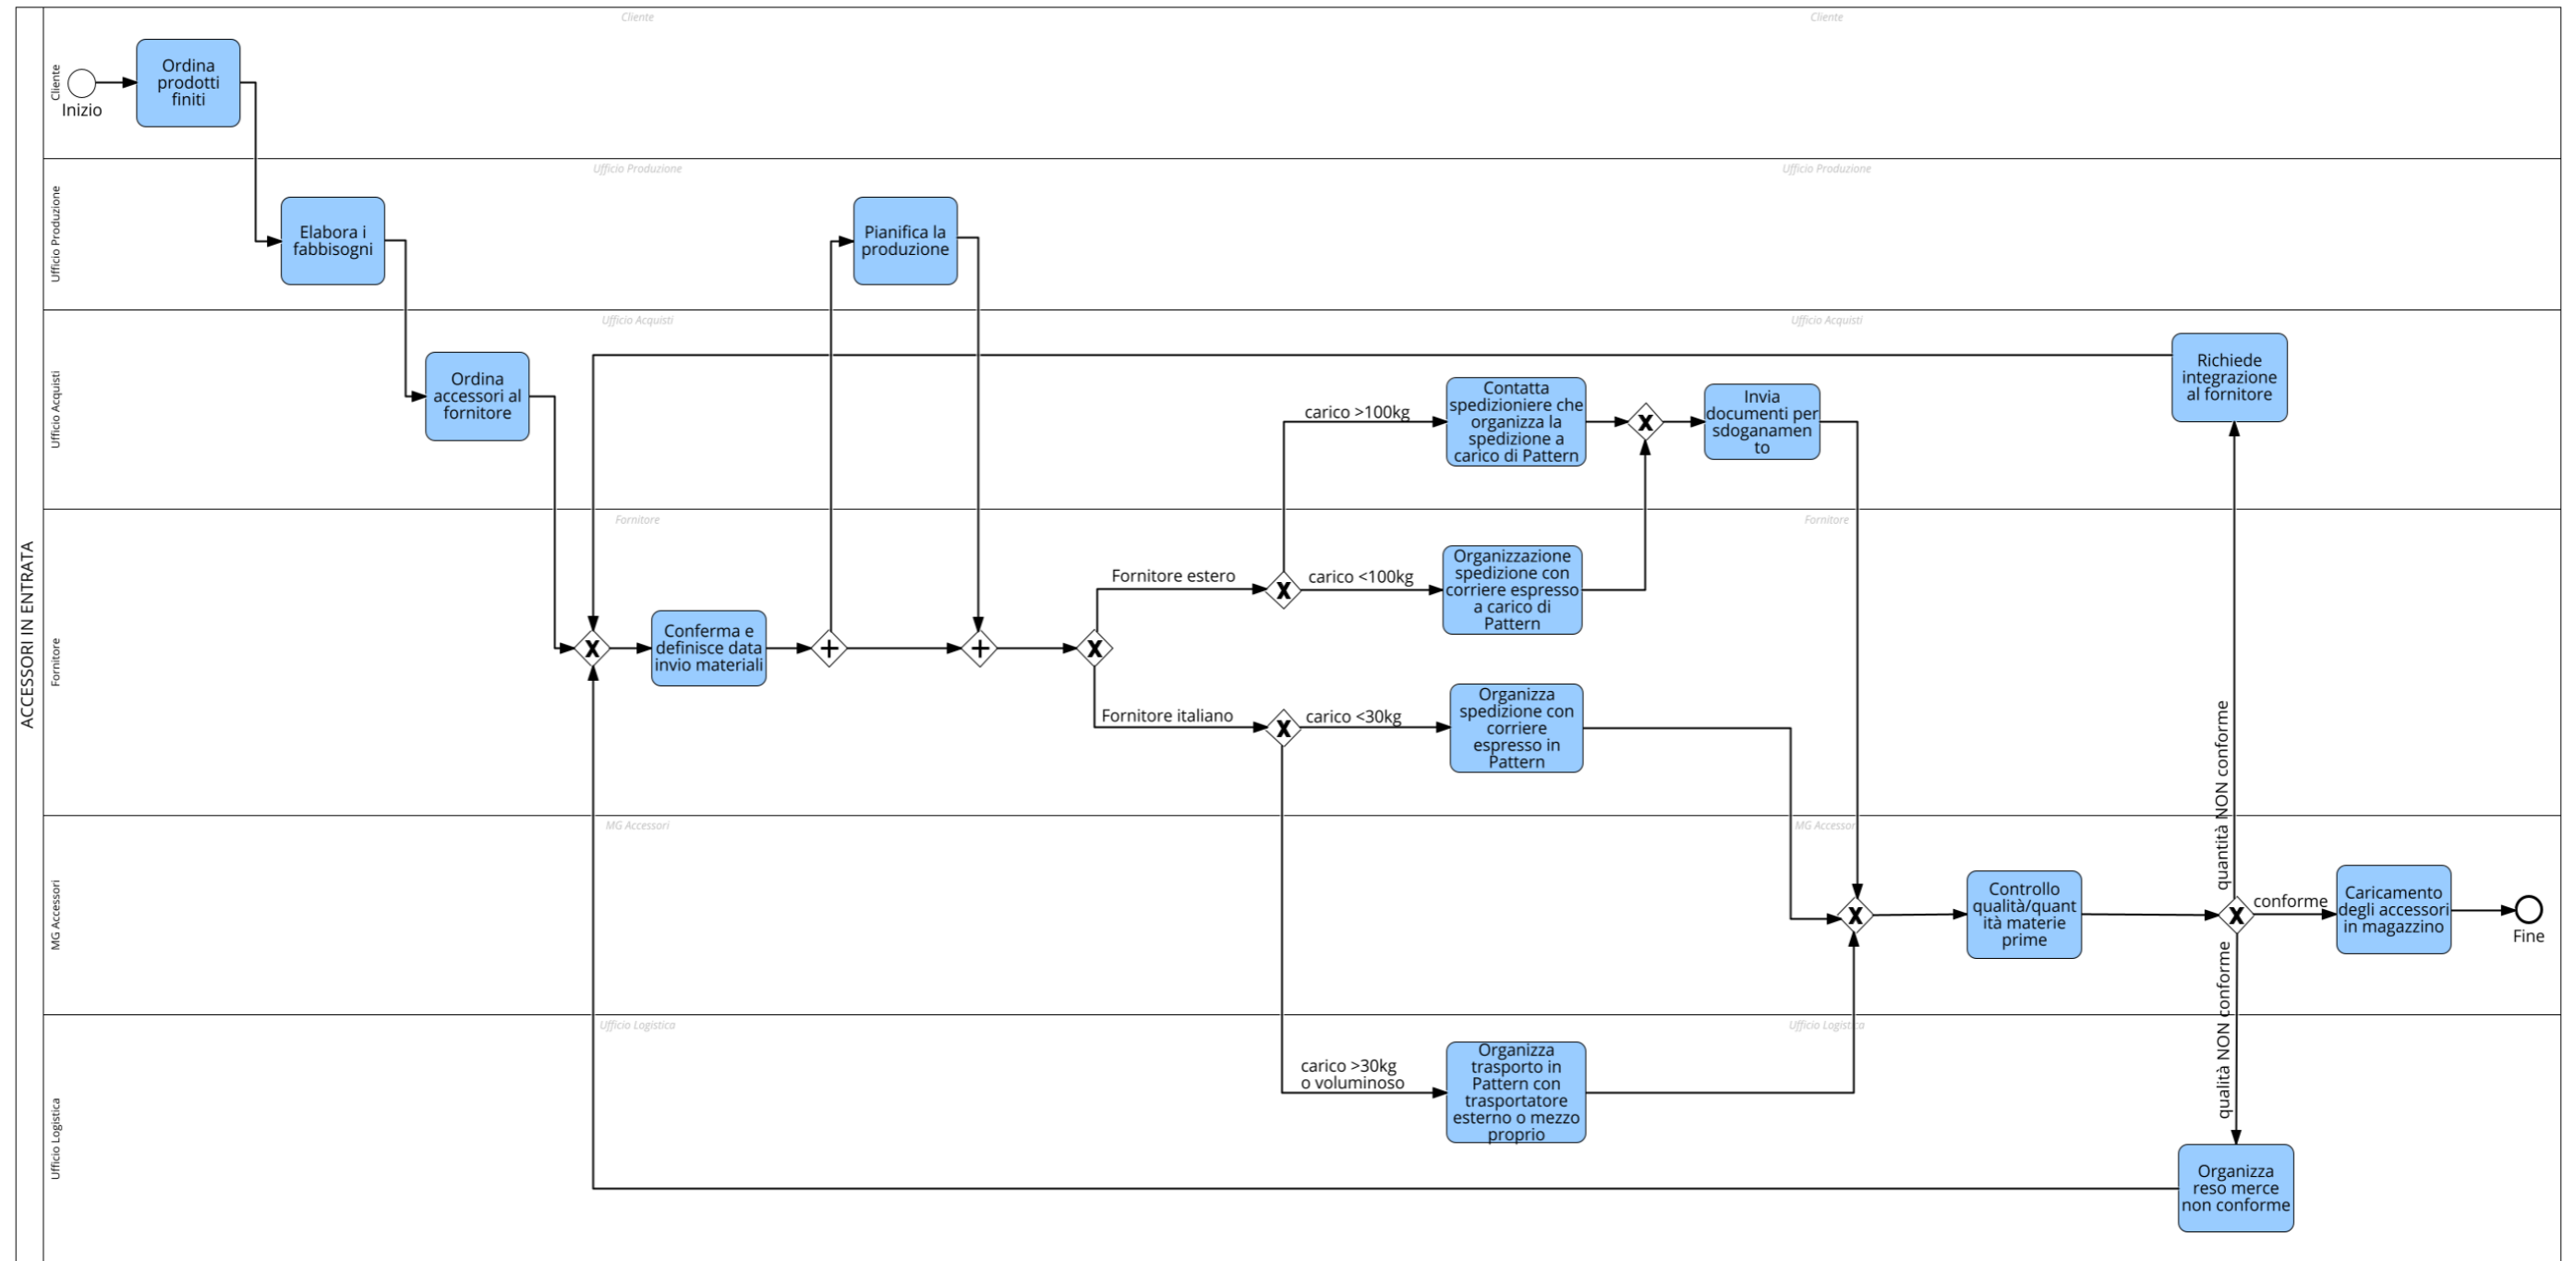 ACCESSORI IN ENTRATA
Cliente
Cliente
Cliente
Inizio
Ordina
prodotti
finiti
Ufficio Produzione
Ufficio Produzione
Ufficio Produzione
Elabora i
fabbisogni
Pianifica la
produzione
Ufficio Acquisti
Ufficio Acquisti
Ufficio Acquisti
Ordina
accessori al
fornitore
carico >100kg
Contatta
spedizioniere che
organizza la
spedizione a
carico di Pattern
Invia
documenti per
sdoganamen
to
Richiede
integrazione
al fornitore
Fornitore
Fornitore
Fornitore
Conferma e
definisce data
invio materiali
Fornitore estero
carico <100kg
Organizzazione
spedizione con
corriere espresso
a carico di
Pattern
Fornitore italiano
carico <30kg
Organizza
spedizione con
corriere
espresso in
Pattern
quantità NON conforme
MG Accessori
MG Accessori
MG Accessori
Controllo
qualità/quant
ità materie
prime
conforme
Caricamento
degli accessori
in magazzino
Fine
qualità NON conforme
Ufficio Logistica
Ufficio Logistica
Ufficio Logistica
carico >30kg
o voluminoso
Organizza
trasporto in
Pattern con
trasportatore
esterno o mezzo
proprio
Organizza
reso merce
non conforme